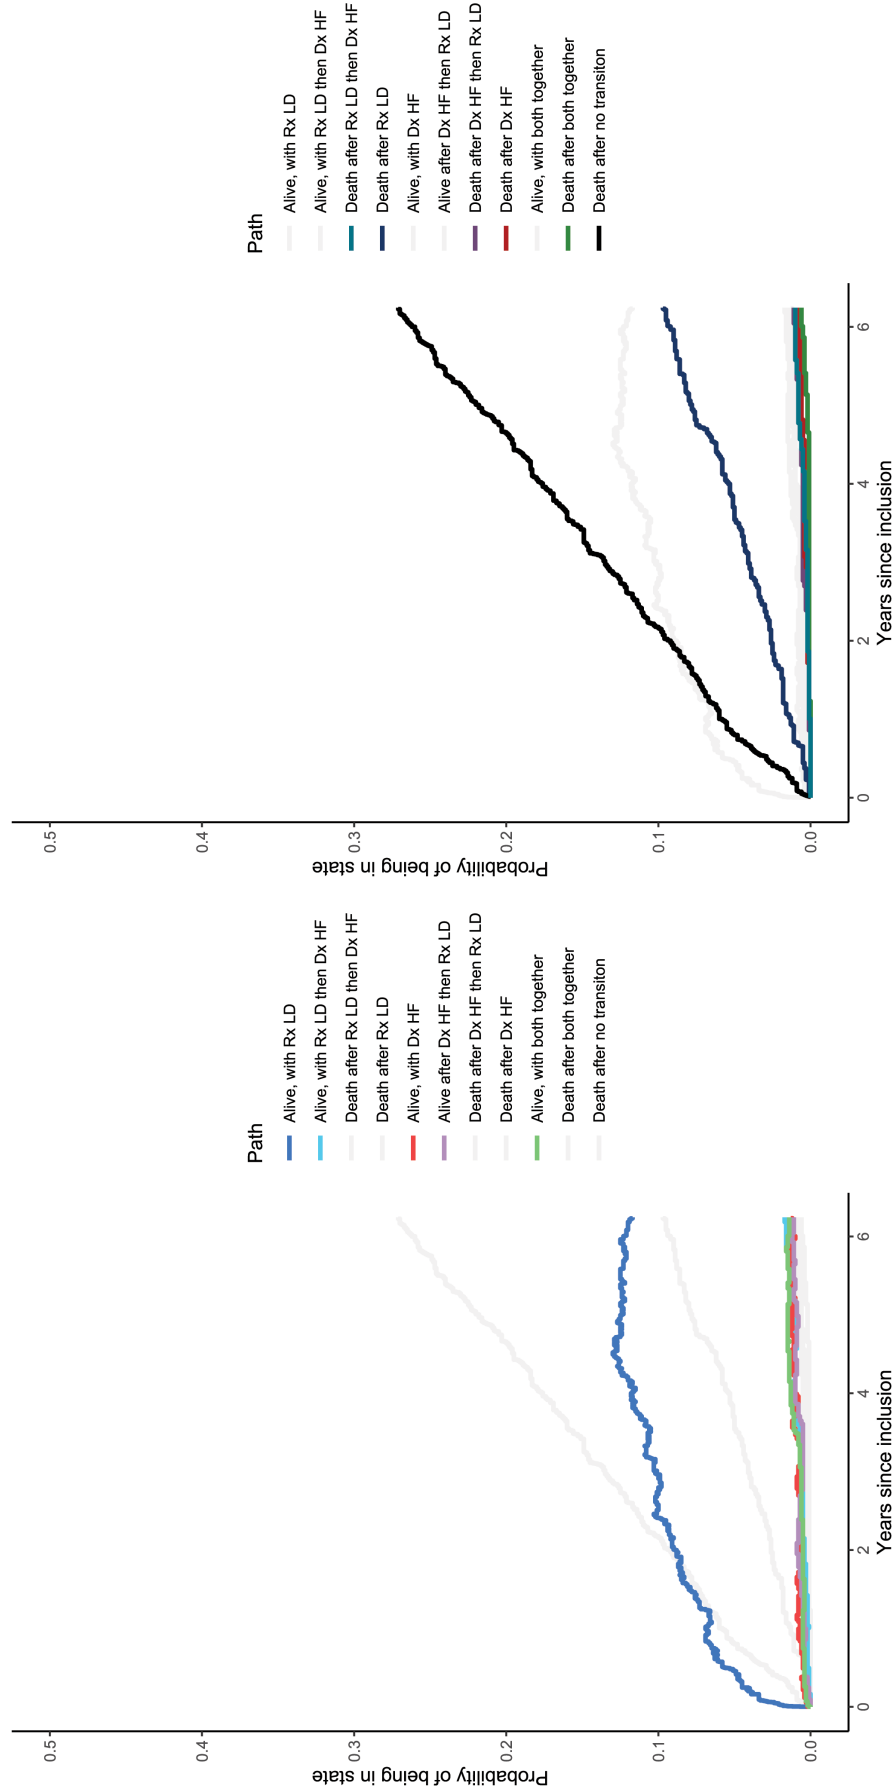 Probability of being in state
0.5
0.4
0.3
0.2
0.1
0.0
0
2
4
6
Years since inclusion
Path
Alive, with Rx LD
Alive, with Rx LD then Dx HF
Death after Rx LD then Dx HF
Death after Rx LD
Alive, with Dx HF
Alive after Dx HF then Rx LD
Death after Dx HF then Rx LD
Death after Dx HF
Alive, with both together
Death after both together
Death after no transiton
Probability of being in state
0.5
0.4
0.3
0.2
0.1
0.0
0
2
4
6
Years since inclusion
Path
Alive, with Rx LD
Alive, with Rx LD then Dx HF
Death after Rx LD then Dx HF
Death after Rx LD
Alive, with Dx HF
Alive after Dx HF then Rx LD
Death after Dx HF then Rx LD
Death after Dx HF
Alive, with both together
Death after both together
Death after no transiton